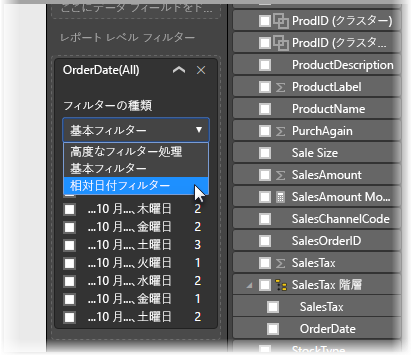 ここにデータ フィールドをド...
レポート レベル フィルター
OrderDate(All)
フィルターの種類
基本フィルター
高度なフィルター処理
基本フィルター
相対日付フィルター
...10 月...、木曜日 2
...10 月...、金曜日 2
...10 月...、土曜日 3
...10 月...、火曜日 1
...10 月...、水曜日 2
...10 月...、金曜日 1
...10 月...、土曜日 2
ProdID (クラスター)
ProdID (クラスタ...
ProductDescription
ProductLabel
ProductName
PurchAgain
Sale Size
SalesAmount
SalesAmount Mo...
SalesChannelCode
SalesOrderID
SalesTax
SalesTax 階層
SalesTax
OrderDate
StockType